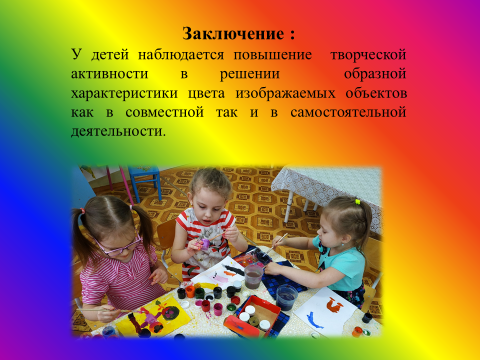 Заключение :
У детей наблюдается повышение творческой
активности в решении образной
характеристики цвета изображаемых объектов
как в совместной так и в самостоятельной
деятельности.